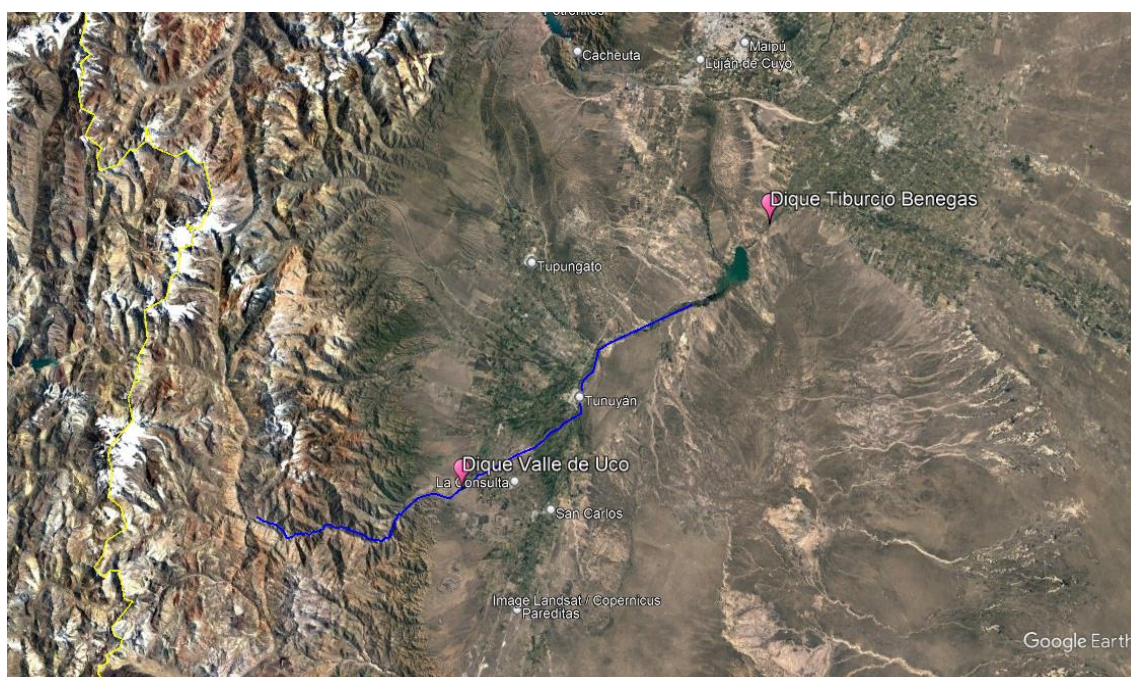 Potrerillos
Cacheuta
Maipú
Luján de Cuyo
Dique Tiburcio Benegas
Tupungato
Tunuyán
Dique Valle de Uco
La Consulta
San Carlos
Image Landsat / Copernicus
Pareditas
Google Earth